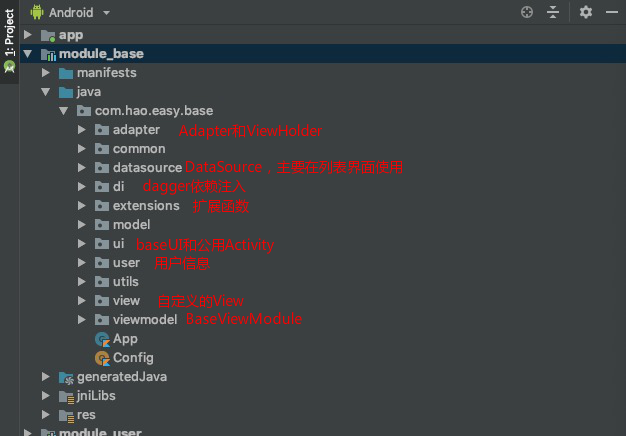 Android
1: Project
app
module_base
manifests
java
com.hao.easy.base
adapter Adapter和ViewHolder
common
datasource DataSource，主要在列表界面使用
di dagger依赖注入
extensions 扩展函数
model
ui baseUI和公用Activity
user 用户信息
utils
view 自定义的View
viewmodel BaseViewModule
App
Config
generatedJava
jniLibs
res
module_user